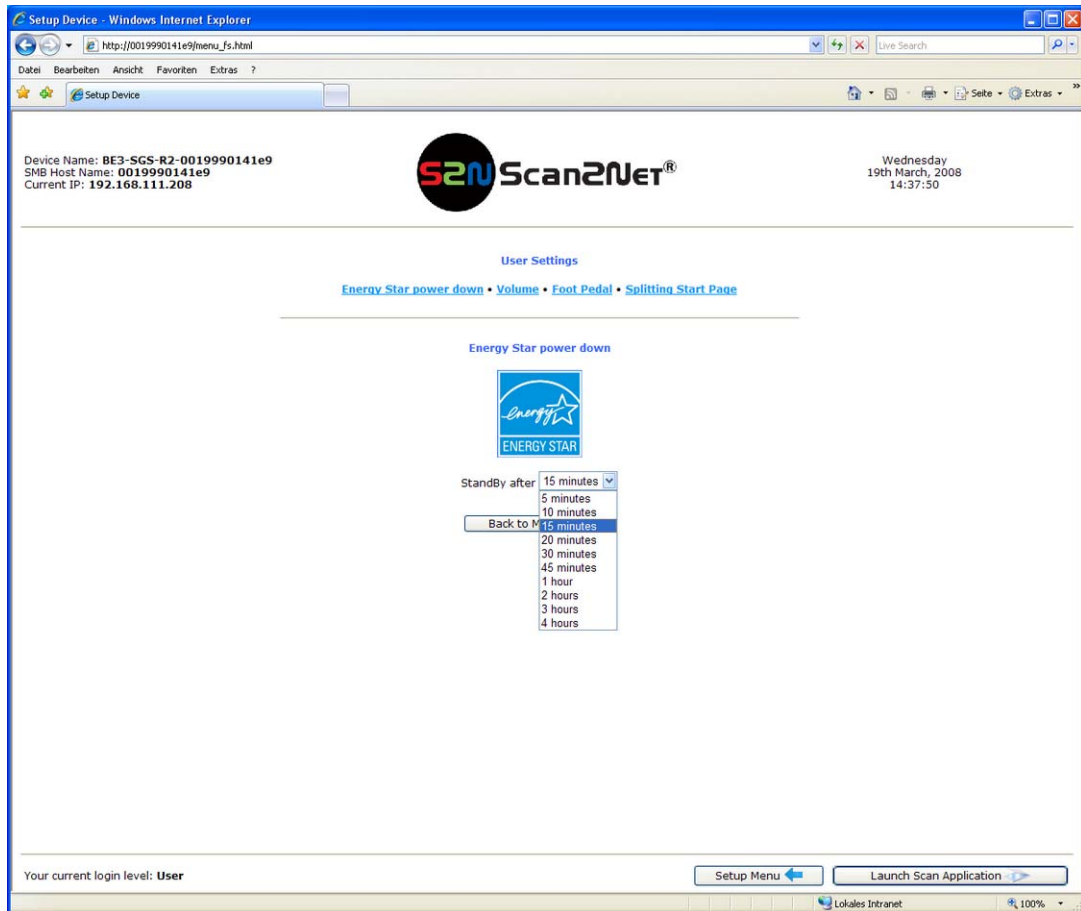 Setup Device - Windows Internet Explorer
http://0019990141e9/menu_fs.html
Live Search
Datei Bearbeiten Ansicht Favoriten Extras ?
Setup Device
Seite Extras »
Device Name: BE3-SGS-R2-0019990141e9
SMB Host Name: 0019990141e9
Current IP: 192.168.111.208
S2N Scan2Net®
Wednesday
19th March, 2008
14:37:50
User Settings
Energy Star power down • Volume • Foot Pedal • Splitting Start Page
Energy Star power down
energy
ENERGY STAR
StandBy after 15 minutes
5 minutes
10 minutes
Back to M
15 minutes
20 minutes
30 minutes
45 minutes
1 hour
2 hours
3 hours
4 hours
Your current login level: User
Setup Menu
Launch Scan Application
Lokales Intranet
100%